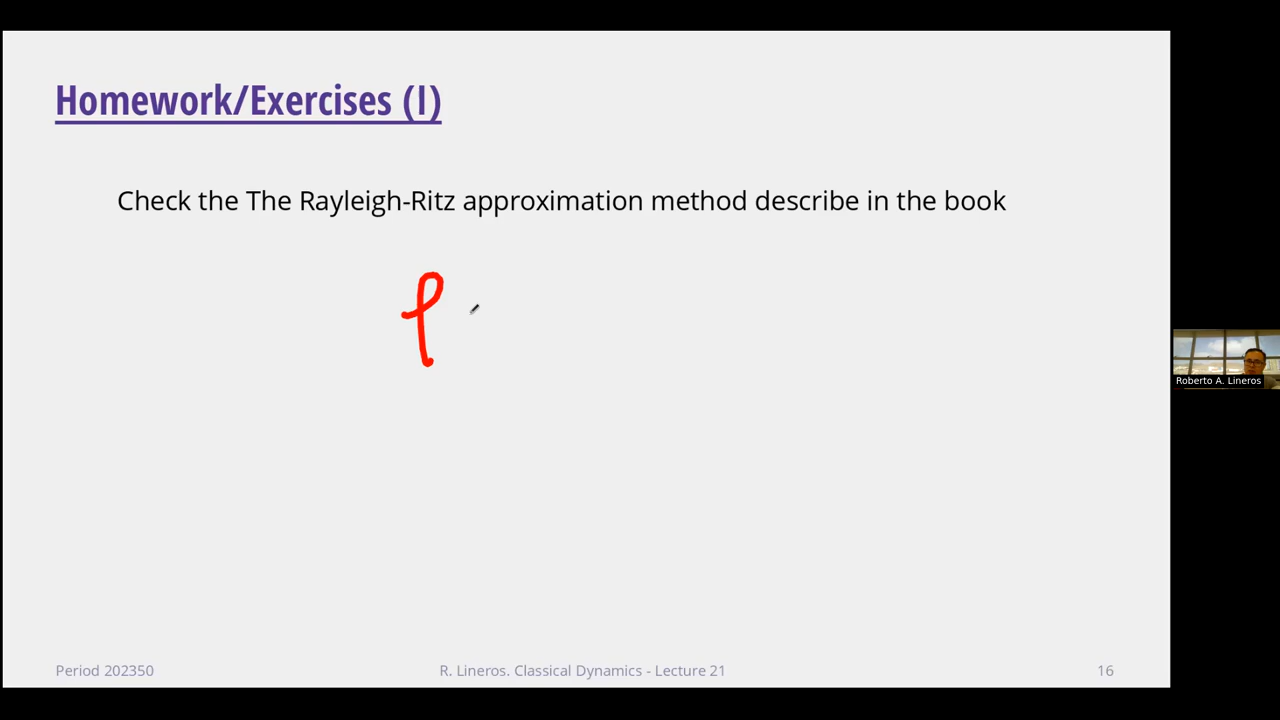 Homework/Exercises (I)
Check the The Rayleigh-Ritz approximation method describe in the book
Roberto A. Lineros
Period 202350
R. Lineros. Classical Dynamics - Lecture 21
16